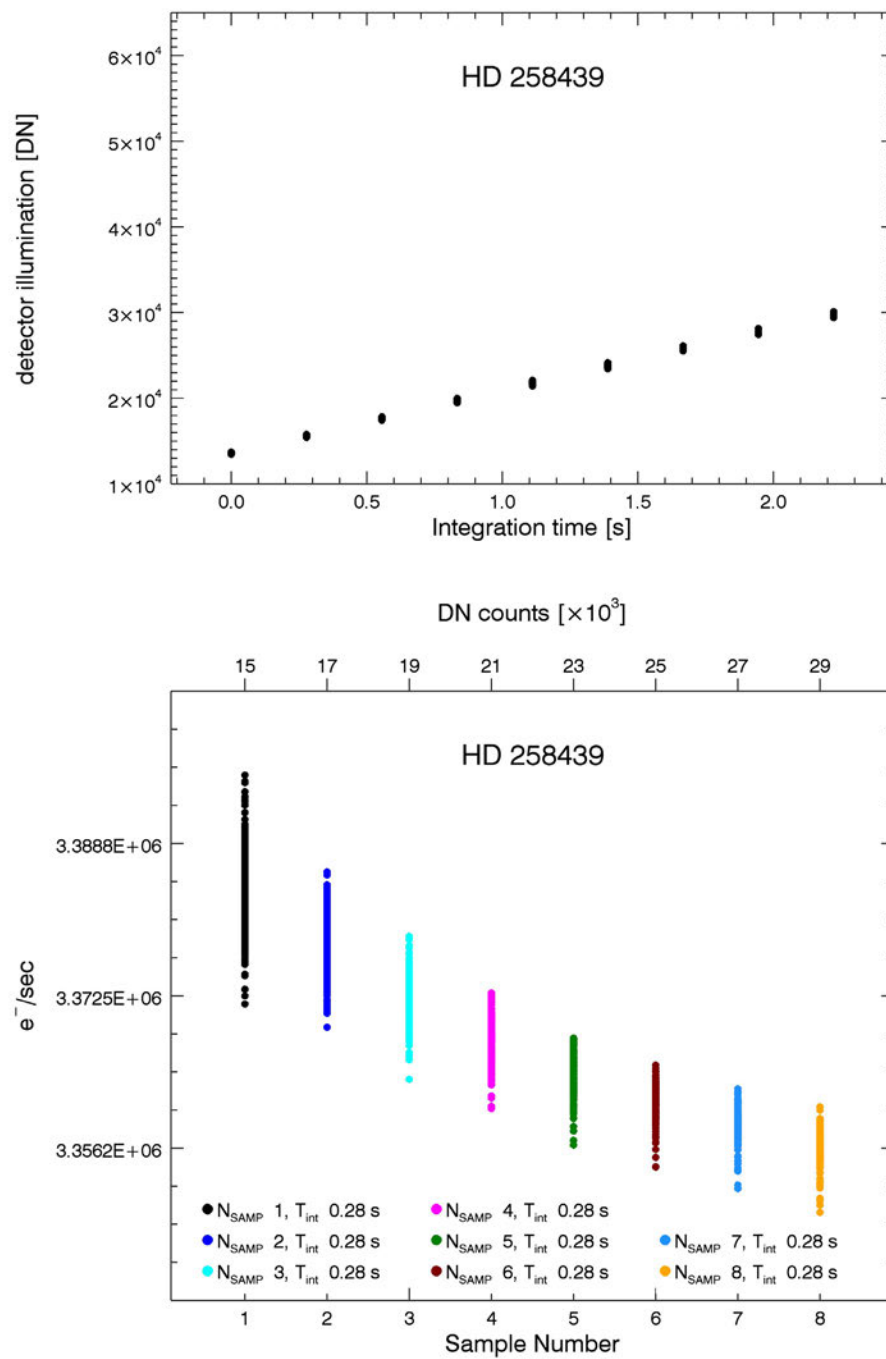 HD 258439
detector illumination [DN]
6×10⁴
5×10⁴
4×10⁴
3×10⁴
2×10⁴
1×10⁴
0.0 0.5 1.0 1.5 2.0
Integration time [s]
DN counts [×10³]
15 17 19 21 23 25 27 29
HD 258439
e⁻/sec
3.3888E+06
3.3725E+06
3.3562E+06
N_SAMP 1, T_int 0.28 s
N_SAMP 2, T_int 0.28 s
N_SAMP 3, T_int 0.28 s
N_SAMP 4, T_int 0.28 s
N_SAMP 5, T_int 0.28 s
N_SAMP 6, T_int 0.28 s
N_SAMP 7, T_int 0.28 s
N_SAMP 8, T_int 0.28 s
1 2 3 4 5 6 7 8
Sample Number